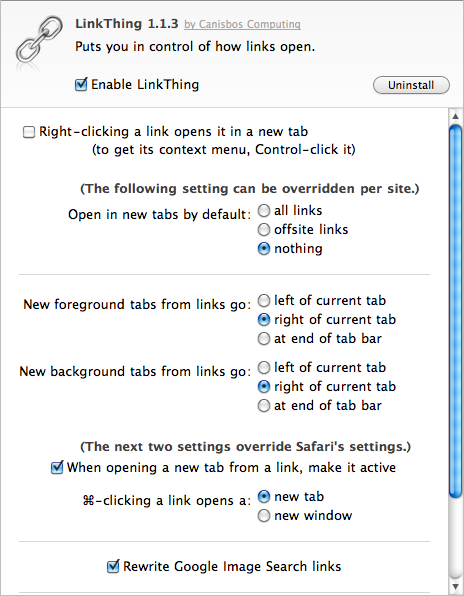 LinkThing 1.1.3 by Canisbos Computing
Puts you in control of how links open.
Enable LinkThing
Uninstall
Right-clicking a link opens it in a new tab
(to get its context menu, Control-click it)
(The following setting can be overridden per site.)
Open in new tabs by default: all links
offsite links
nothing
New foreground tabs from links go: left of current tab
right of current tab
at end of tab bar
New background tabs from links go: left of current tab
right of current tab
at end of tab bar
(The next two settings override Safari's settings.)
When opening a new tab from a link, make it active
⌘-clicking a link opens a: new tab
new window
Rewrite Google Image Search links